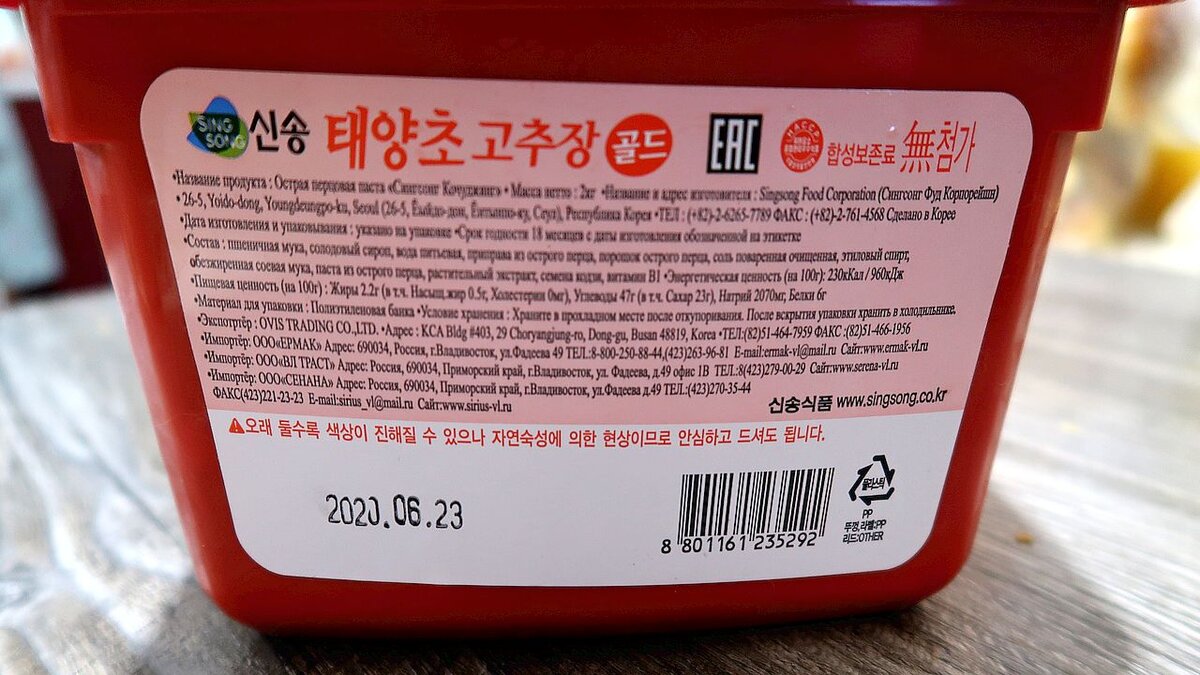 SING SONG 신송 태양초 고추장 골드 EAC HACCP 합성보존료 無첨가
•Название продукта : Острая перцовая паста «Сингсонг Кочуджанг» • Масса нетто : 2кг •Название и адрес изготовителя : Singsong Food Corporation (Сингсонг Фуд Корпорейшн)
• 26-5, Yoido-dong, Youngdeungpo-ku, Seoul (26-5, Ёыйдо-дон, Ёнгтынпо-ку, Сеул), Республика Корея •ТЕЛ : (+82)-2-6265-7789 ФАКС : (+82)-2-761-4568 Сделано в Корее
•Дата изготовления и упаковывания : указано на упаковке •Срок годности 18 месяцев с даты изготовления обозначенной на этикетке
•Состав : пшеничная мука, солодовый сироп, вода питьевая, приправа из острого перца, порошок острого перца, соль поваренная очищенная, этиловый спирт,
обезжиренная соевая мука, паста из острого перца, растительный экстракт, семена кодзи, витамин В1 •Энергетическая ценность (на 100г): 230кКал / 960кДж
•Пищевая ценность (на 100г) : Жиры 2.2г (в т.ч. Насыщ.жир 0.5г, Холестерин 0мг), Углеводы 47г (в т.ч. Сахар 23г), Натрий 2070мг, Белки 6г
•Материал для упаковки : Полиэтиленовая банка •Условие хранения : Храните в прохладном месте после откупоривания. После вскрытия упаковки хранить в холодильнике.
•Экспортрёр : OVIS TRADING CO.,LTD. •Адрес : KCA Bldg #403, 29 Choryangjung-ro, Dong-gu, Busan 48819, Korea •ТЕЛ:(82)51-464-7959 ФАКС :(82)51-466-1956
•Импортёр: ООО«ЕРМАК» Адрес: 690034, Россия, г.Владивосток, ул.Фадеева 49 ТЕЛ.:8-800-250-88-44,(423)263-96-81 E-mail:ermak-vl@mail.ru Сайт:www.ermak-vl.ru
•Импортёр: ООО«ВЛ ТРАСТ» Адрес: Россия, 690034, Приморский край, г.Владивосток, ул. Фадеева д.49 офис 1В ТЕЛ.:8(423)279-00-29 Сайт:www.serena-vl.ru
•Импортёр: ООО«СЕНАНА» Адрес: Россия, 690034, Приморский край, г.Владивосток, ул.Фадеева д.49 ТЕЛ.:(423)270-35-44
ФАКС(423)221-23-23 E-mail:sirius_vl@mail.ru Сайт:www.sirius-vl.ru
신송식품 www.singsong.co.kr
오래 둘수록 색상이 진해질 수 있으나 자연숙성에 의한 현상이므로 안심하고 드셔도 됩니다.
2020.06.23
8 801161 235292
플라스틱
PP
뚜껑,라벨:PP
리드:OTHER